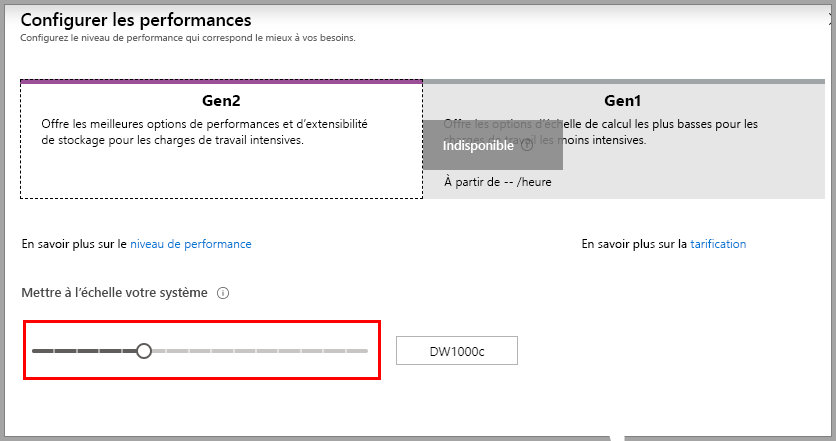 Configurer les performances
Configurez le niveau de performance qui correspond le mieux à vos besoins.
Gen2
Offre les meilleures options de performances et d'extensibilité
de stockage pour les charges de travail intensives.
Gen1
Offre les options d'échelle de calcul les plus basses pour les
charges de travail les moins intensives.
Indisponible
À partir de -- /heure
En savoir plus sur le niveau de performance
En savoir plus sur la tarification
Mettre à l'échelle votre système
DW1000c